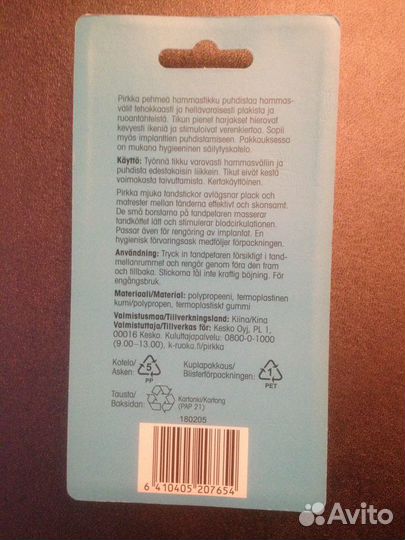 Pirkka pehmeä hammastikku puhdistaa hammas-
välit tehokkaasti ja hellävaraisesti plakista ja
ruoantähteistä. Tikun pienet harjakset hierovat
kevyesti ikeniä ja stimuloivat verenkiertoa. Sopii
myös implanttien puhdistamiseen. Pakkauksessa
on mukana hygieeninen säilytyskotelo.
Käyttö: Työnnä tikku varovasti hammasväliin ja
puhdista edestakaisin liikkein. Tikut eivät kestä
voimakasta taivuttamista. Kertakäyttöinen.
Pirkka mjuka tandstickor avlägsnar plack och
matrester mellan tänderna effektivt och skonsamt.
De små borstarna på tandpetaren masserar
tandköttet lätt och stimulerar blodcirkulationen.
Passar även för rengöring av implantat. En
hygienisk förvaringsask medföljer förpackningen.
Användning: Tryck in tandpetaren försiktigt i tand-
mellanrummet och rengör genom föra den fram
och tillbaka. Stickorna tål inte kraftig böjning. För
engångsbruk.
Materiaali/Material: polypropeeni, termoplastinen
kumi/polypropen, termoplastiskt gummi
Valmistusmaa/Tillverkningsland: Kiina/Kina
Valmistuttaja/Tillverkas för: Kesko Oyj, PL 1,
00016 Kesko. Kuluttajapalvelu: 0800-0-1000
(9.00–13.00), k-ruoka.fi/pirkka
Kotelo/
Asken: 5 PP
Kuplapakkaus/
Blisterförpackningen: 1 PET
Tausta/
Baksidan:
Kartonki/Kartong
(PAP 21)
180205
6 410405 207654
Avito